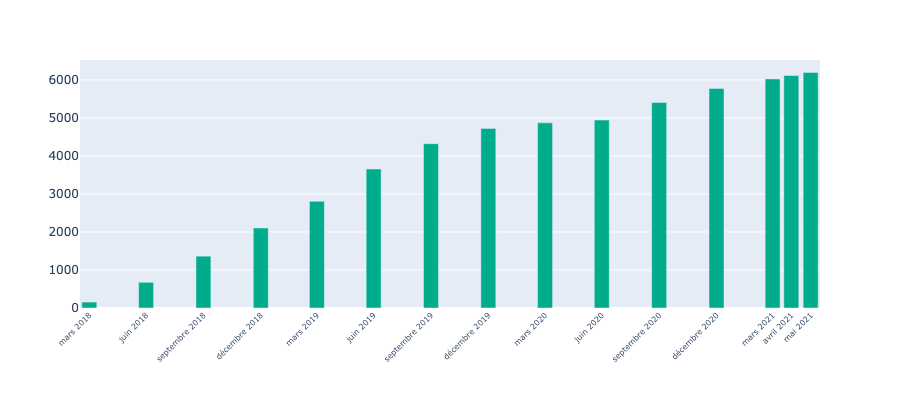 6000
5000
4000
3000
2000
1000
0
mars 2018
juin 2018
septembre 2018
décembre 2018
mars 2019
juin 2019
septembre 2019
décembre 2019
mars 2020
juin 2020
septembre 2020
décembre 2020
mars 2021
avril 2021
mai 2021